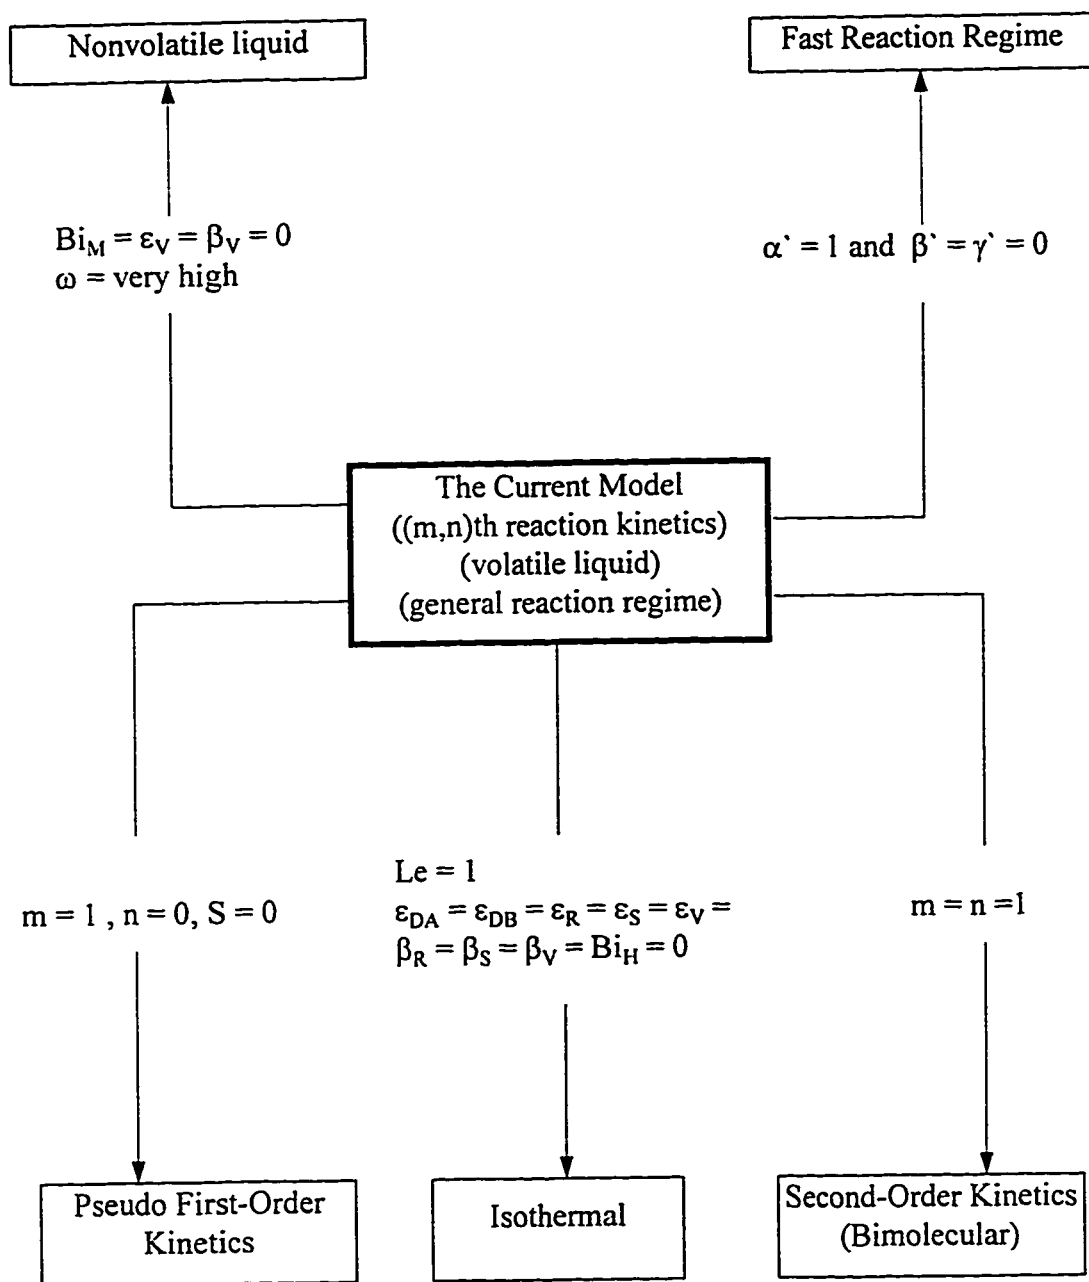 Nonvolatile liquid
Fast Reaction Regime
Bi_M = ε_V = β_V = 0
ω = very high
α` = 1 and β` = γ` = 0
The Current Model
((m,n)th reaction kinetics)
(volatile liquid)
(general reaction regime)
m = 1 , n = 0, S = 0
Le = 1
ε_DA = ε_DB = ε_R = ε_S = ε_V =
β_R = β_S = β_V = Bi_H = 0
m = n =1
Pseudo First-Order
Kinetics
Isothermal
Second-Order Kinetics
(Bimolecular)